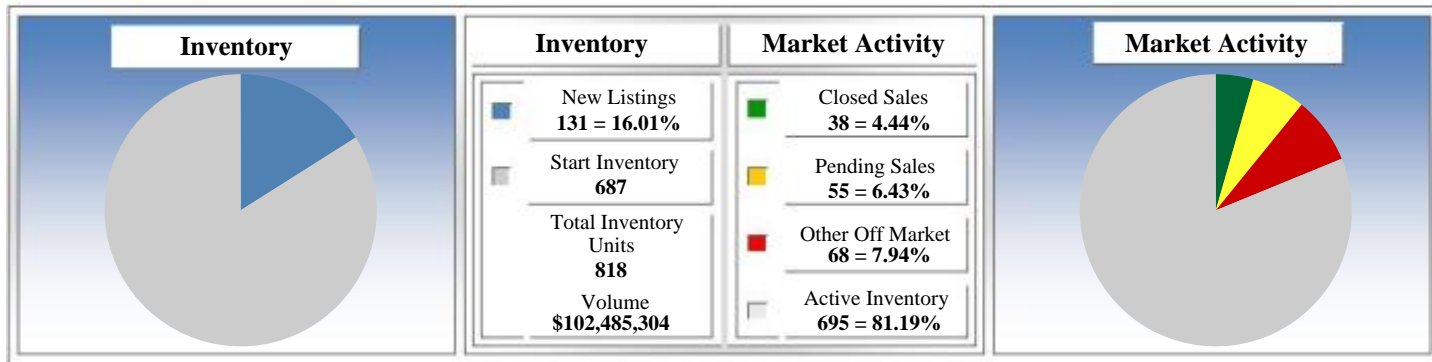 Inventory
Inventory
New Listings
131 = 16.01%
Start Inventory
687
Total Inventory
Units
818
Volume
$102,485,304
Market Activity
Closed Sales
38 = 4.44%
Pending Sales
55 = 6.43%
Other Off Market
68 = 7.94%
Active Inventory
695 = 81.19%
Market Activity